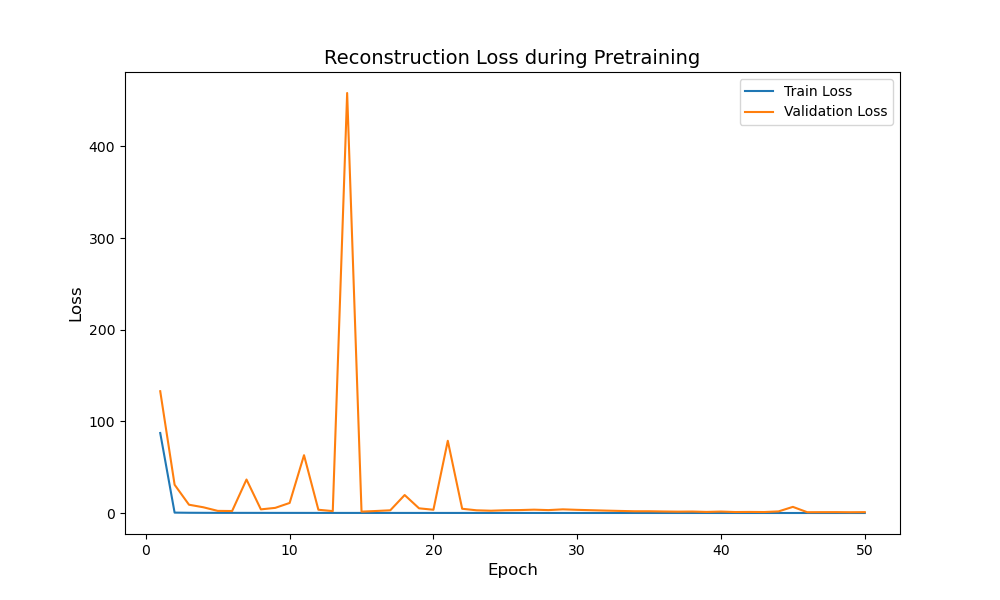 Reconstruction Loss during Pretraining
Train Loss
Validation Loss
400
300
200
100
0
Loss
0 10 20 30 40 50
Epoch